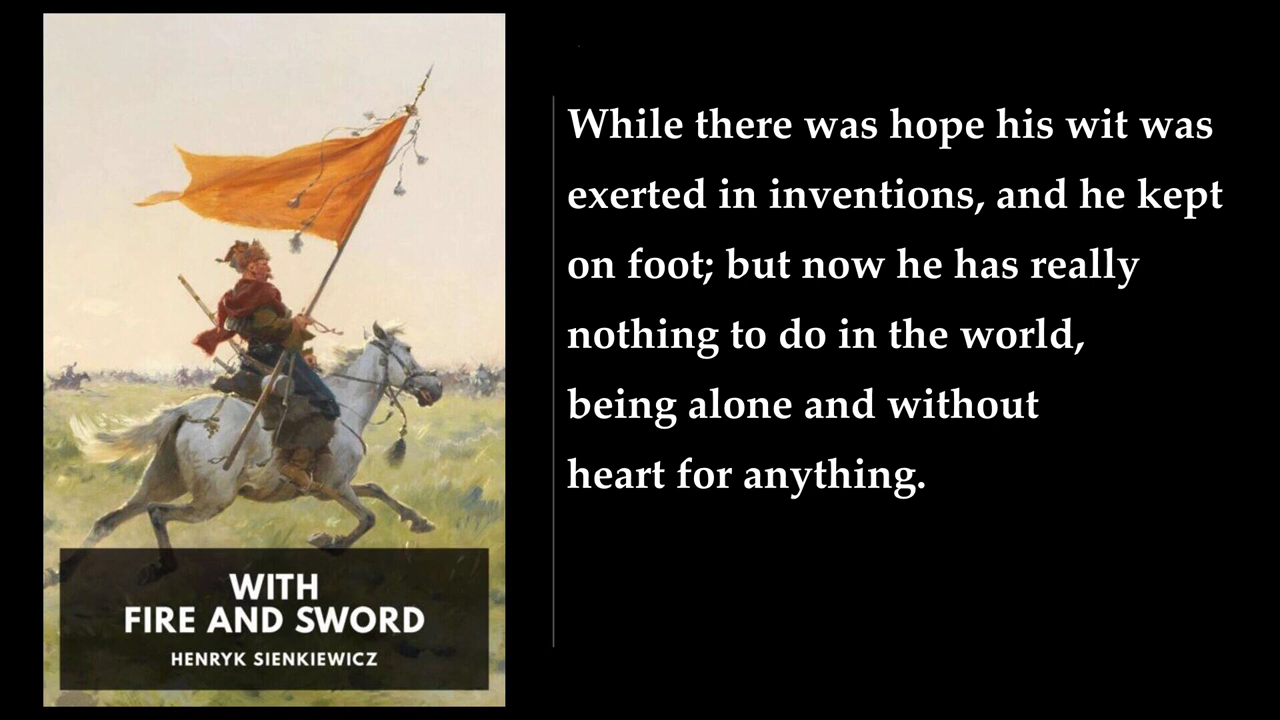 WITH
FIRE AND SWORD
HENRYK SIENKIEWICZ
While there was hope his wit was
exerted in inventions, and he kept
on foot; but now he has really
nothing to do in the world,
being alone and without
heart for anything.